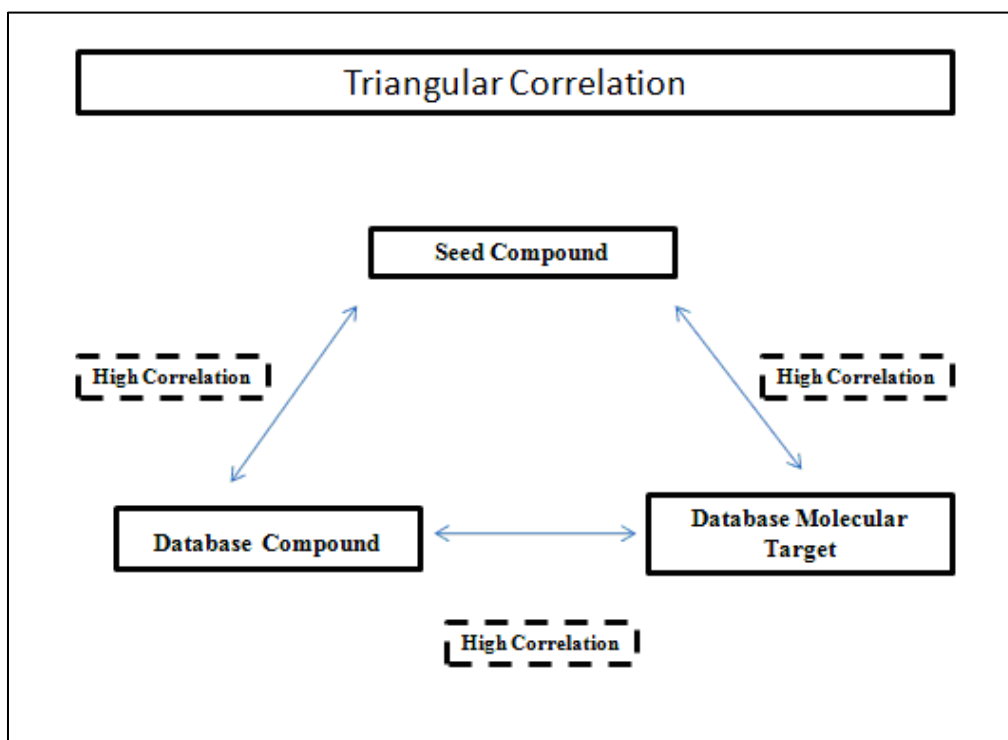 Triangular Correlation
Seed Compound
High Correlation
High Correlation
Database Compound
Database Molecular
Target
High Correlation